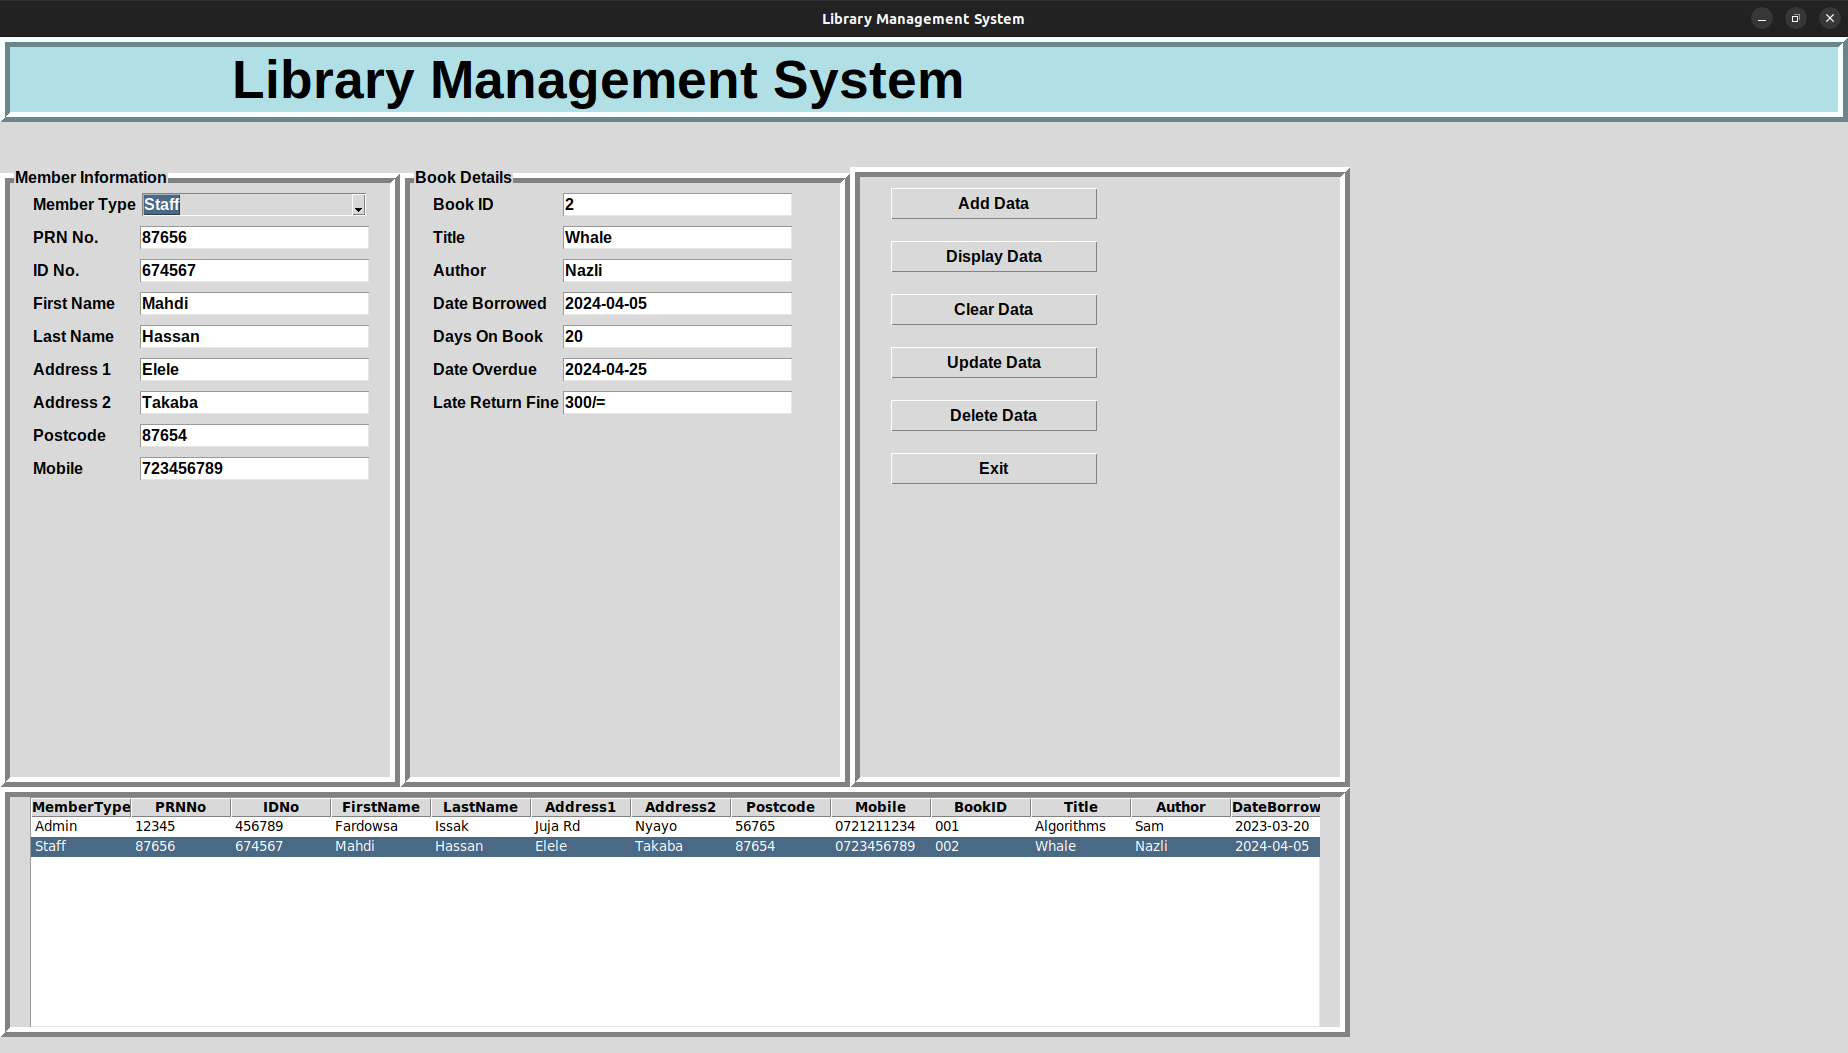 Library Management System
Library Management System
Member Information
Member Type Staff
PRN No. 87656
ID No. 674567
First Name Mahdi
Last Name Hassan
Address 1 Elele
Address 2 Takaba
Postcode 87654
Mobile 723456789
Book Details
Book ID 2
Title Whale
Author Nazli
Date Borrowed 2024-04-05
Days On Book 20
Date Overdue 2024-04-25
Late Return Fine 300/=
Add Data
Display Data
Clear Data
Update Data
Delete Data
Exit
MemberType PRNNo IDNo FirstName LastName Address1 Address2 Postcode Mobile BookID Title Author DateBorrow
Admin 12345 456789 Fardowsa Issak Juja Rd Nyayo 56765 0721211234 001 Algorithms Sam 2023-03-20
Staff 87656 674567 Mahdi Hassan Elele Takaba 87654 0723456789 002 Whale Nazli 2024-04-05